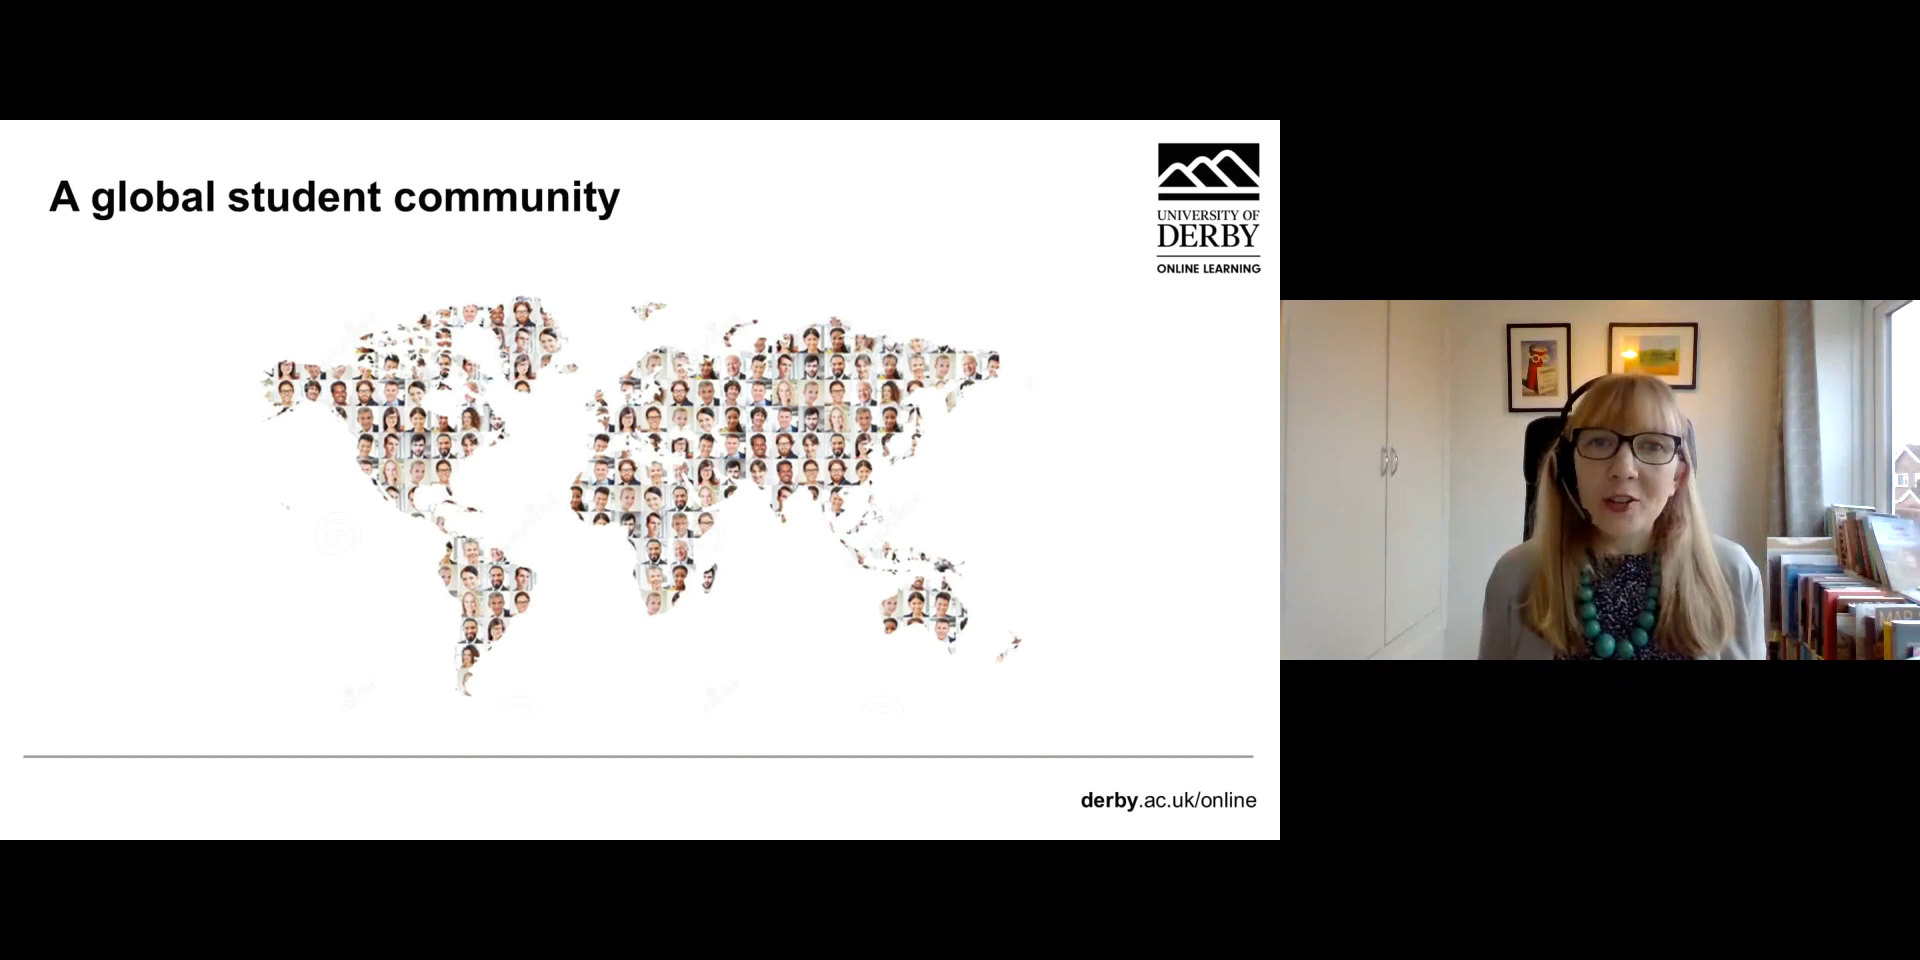 A global student community
UNIVERSITY OF
DERBY
ONLINE LEARNING
derby.ac.uk/online